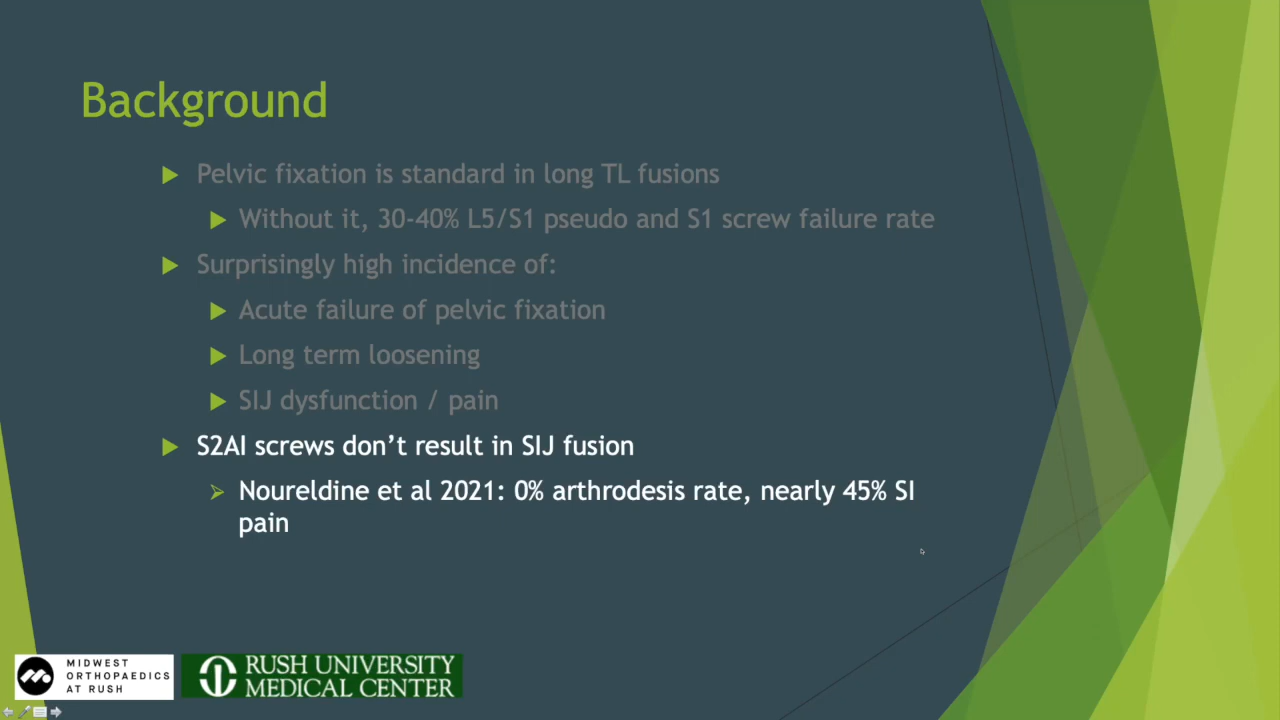 Background
Pelvic fixation is standard in long TL fusions
Without it, 30-40% L5/S1 pseudo and S1 screw failure rate
Surprisingly high incidence of:
Acute failure of pelvic fixation
Long term loosening
SIJ dysfunction / pain
S2AI screws don’t result in SIJ fusion
Noureldine et al 2021: 0% arthrodesis rate, nearly 45% SI
pain
MIDWEST
ORTHOPAEDICS
AT RUSH
RUSH UNIVERSITY
MEDICAL CENTER